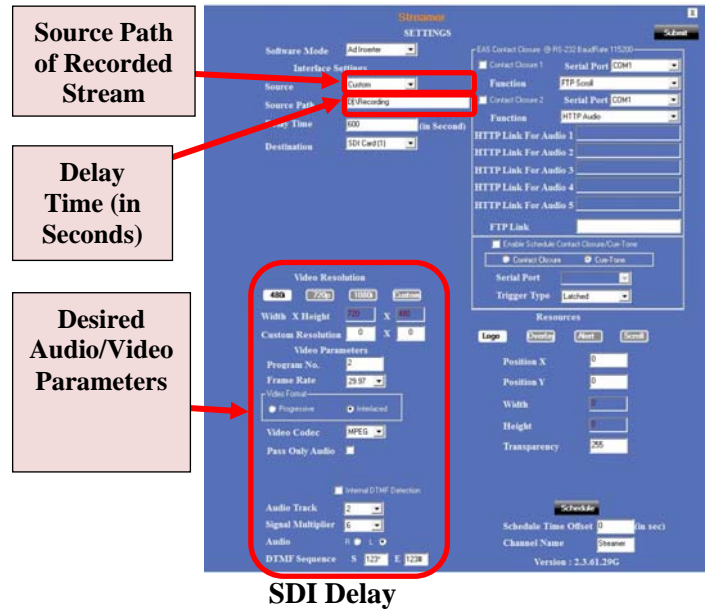 Source Path
of Recorded
Stream
Delay
Time (in
Seconds)
Desired
Audio/Video
Parameters
Streamer
X
SETTINGS
Submit
Software Mode Ad Inserter
Interface Settings
Source Custom
Source Path D:\Recording
Delay Time 600 (in Second)
Destination SDI Card (1)
EAS Contact Closure @ RS-232 BaudRate 115200
Contact Closure 1 Serial Port COM1
Function FTP Scroll
Contact Closure 2 Serial Port COM1
Function HTTP Audio
HTTP Link For Audio 1
HTTP Link For Audio 2
HTTP Link For Audio 3
HTTP Link For Audio 4
HTTP Link For Audio 5
FTP Link
Enable Schedule Contact Closure/Cue-Tone
Contact Closure Cue-Tone
Serial Port
Trigger Type Latched
Video Resolution
480i 720p 1080i Custom
Width X Height 720 X 480
Custom Resolution 0 X 0
Video Parameters
Program No. 2
Frame Rate 29.97
Video Format
Progressive Interlaced
Video Codec MPEG
Pass Only Audio
Internal DTMF Detection
Audio Track 2
Signal Multiplier 6
Audio R L
DTMF Sequence S 123* E 123#
Resources
Logo Overlay Alert Scroll
Position X 0
Position Y 0
Width 0
Height 0
Transparency 255
Schedule
Schedule Time Offset 0 (in sec)
Channel Name Streamer
Version : 2.3.61.29G
SDI Delay